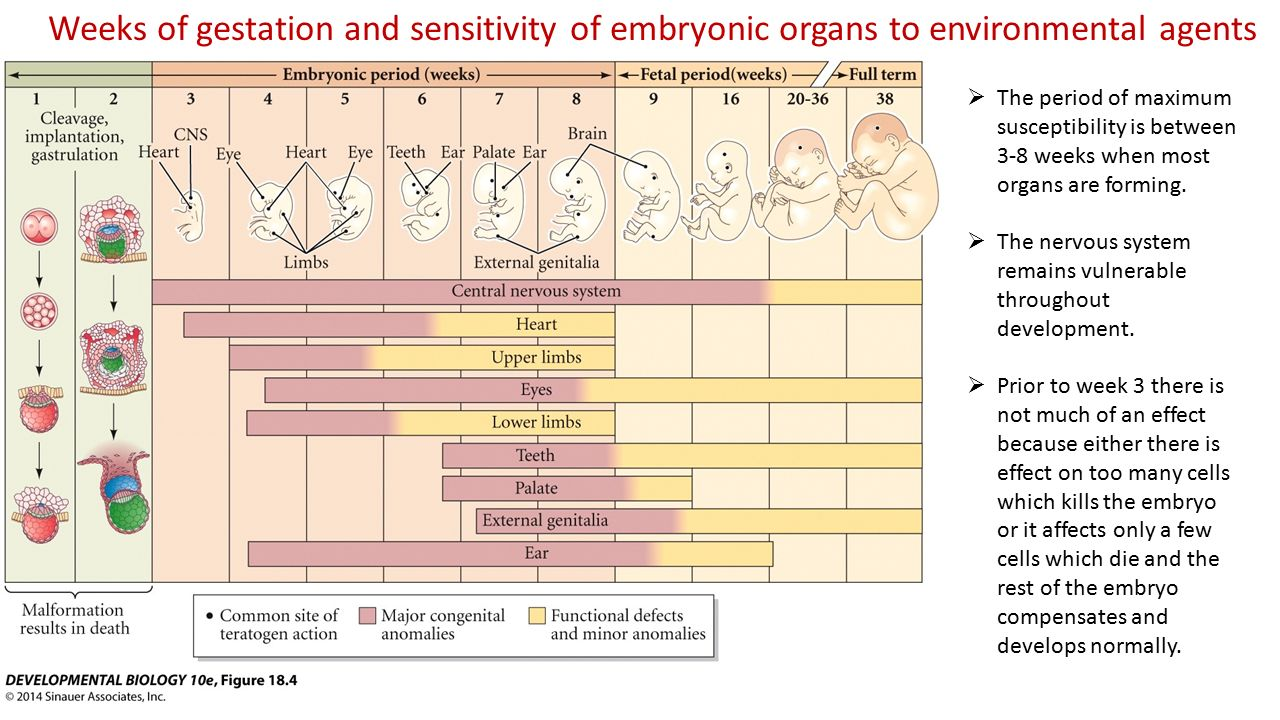 Weeks of gestation and sensitivity of embryonic organs to environmental agents
Embryonic period (weeks)
Fetal period(weeks)
Full term
1 2 3 4 5 6 7 8 9 16 20-36 38
Cleavage,
implantation,
gastrulation
CNS
Heart
Eye
Heart
Eye
Teeth
Ear
Palate
Ear
Brain
Limbs
External genitalia
Central nervous system
Heart
Upper limbs
Eyes
Lower limbs
Teeth
Palate
External genitalia
Ear
Malformation
results in death
• Common site of
teratogen action
Major congenital
anomalies
Functional defects
and minor anomalies
DEVELOPMENTAL BIOLOGY 10e, Figure 18.4
© 2014 Sinauer Associates, Inc.
➢ The period of maximum
susceptibility is between
3-8 weeks when most
organs are forming.
➢ The nervous system
remains vulnerable
throughout
development.
➢ Prior to week 3 there is
not much of an effect
because either there is
effect on too many cells
which kills the embryo
or it affects only a few
cells which die and the
rest of the embryo
compensates and
develops normally.